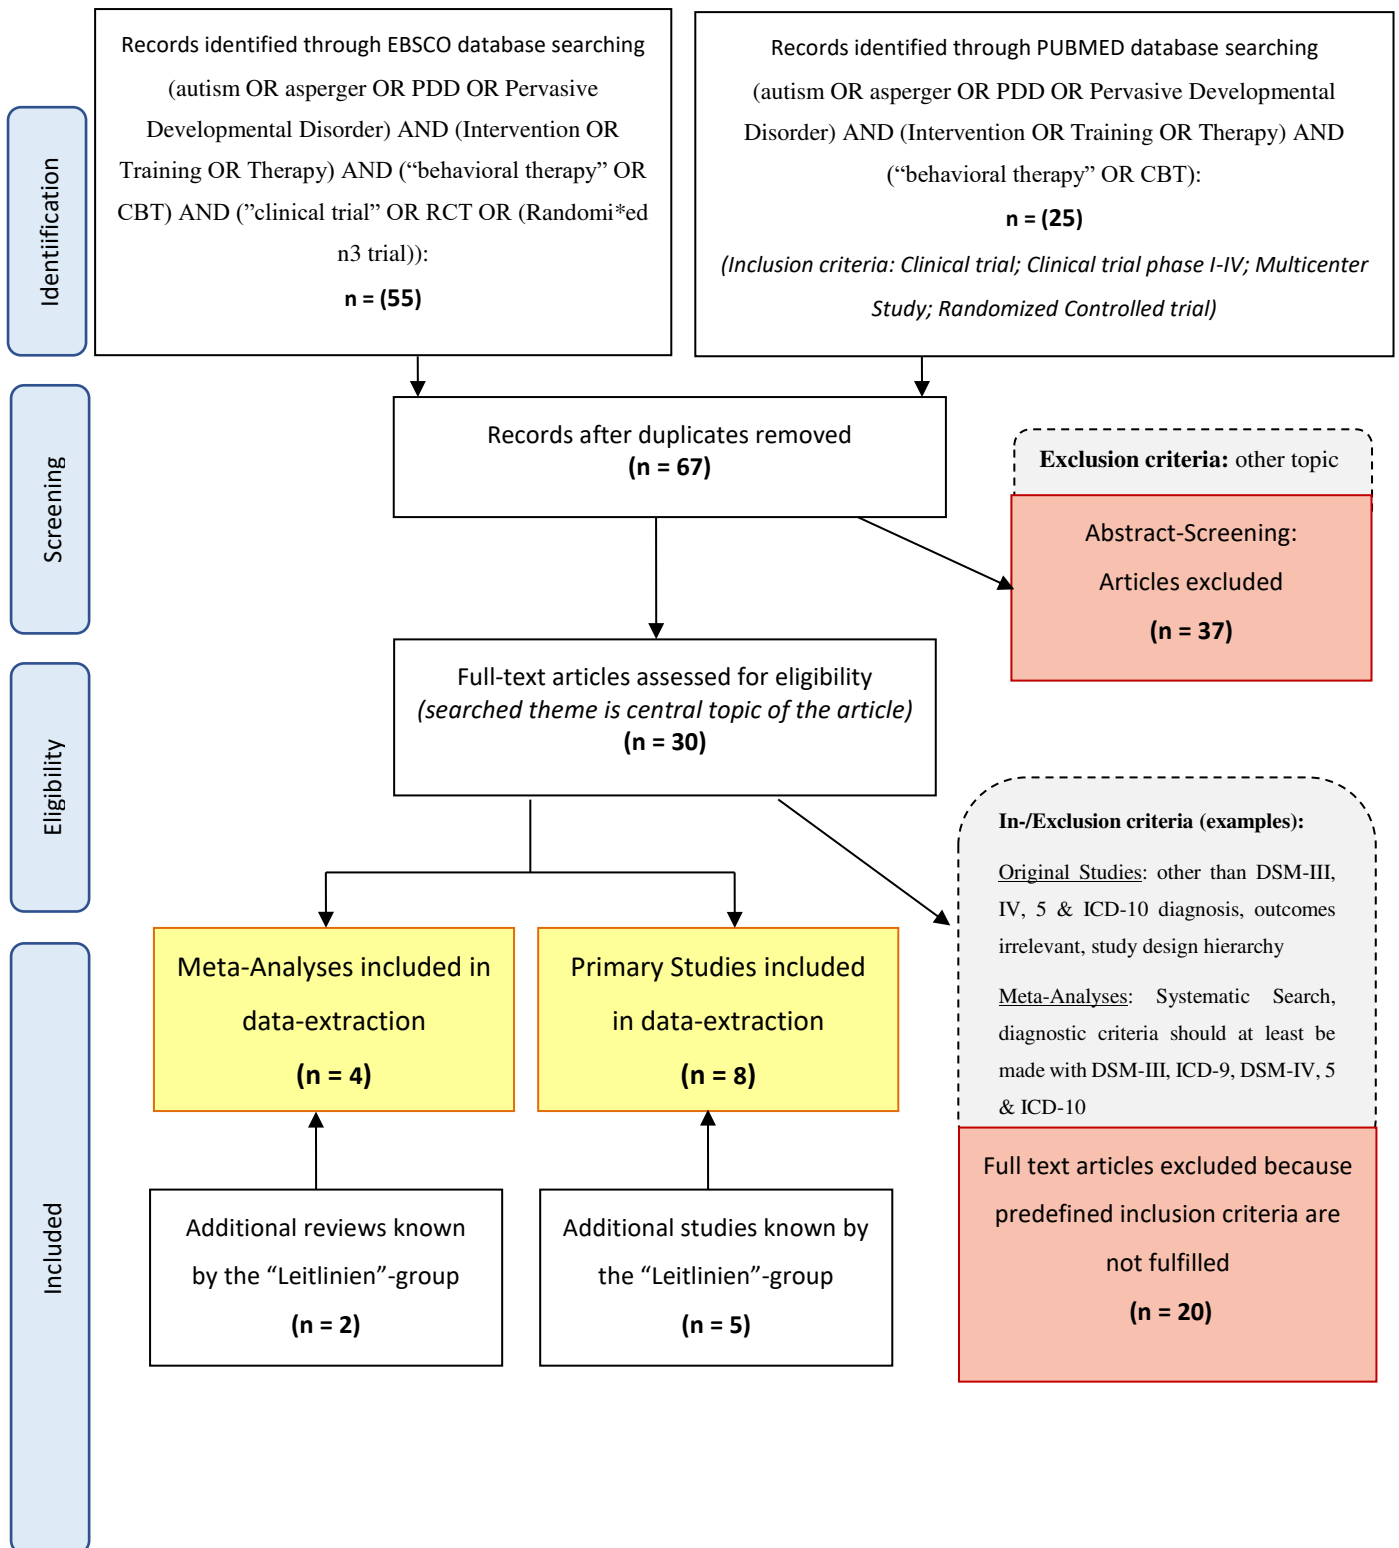 Records identified through EBSCO database searching
(autism OR asperger OR PDD OR Pervasive
Developmental Disorder) AND (Intervention OR
Training OR Therapy) AND (“behavioral therapy” OR
CBT) AND (”clinical trial” OR RCT OR (Randomi*ed
n3 trial)):
n = (55)
Records identified through PUBMED database searching
(autism OR asperger OR PDD OR Pervasive Developmental
Disorder) AND (Intervention OR Training OR Therapy) AND
(“behavioral therapy” OR CBT):
n = (25)
(Inclusion criteria: Clinical trial; Clinical trial phase I-IV; Multicenter
Study; Randomized Controlled trial)
Identiification
Records after duplicates removed
(n = 67)
Screening
Exclusion criteria: other topic
Abstract-Screening:
Articles excluded
(n = 37)
Full-text articles assessed for eligibility
(searched theme is central topic of the article)
(n = 30)
Eligibility
In-/Exclusion criteria (examples):
Original Studies: other than DSM-III,
IV, 5 & ICD-10 diagnosis, outcomes
irrelevant, study design hierarchy
Meta-Analyses: Systematic Search,
diagnostic criteria should at least be
made with DSM-III, ICD-9, DSM-IV, 5
& ICD-10
Full text articles excluded because
predefined inclusion criteria are
not fulfilled
(n = 20)
Meta-Analyses included in
data-extraction
(n = 4)
Primary Studies included
in data-extraction
(n = 8)
Included
Additional reviews known
by the “Leitlinien”-group
(n = 2)
Additional studies known by
the “Leitlinien”-group
(n = 5)